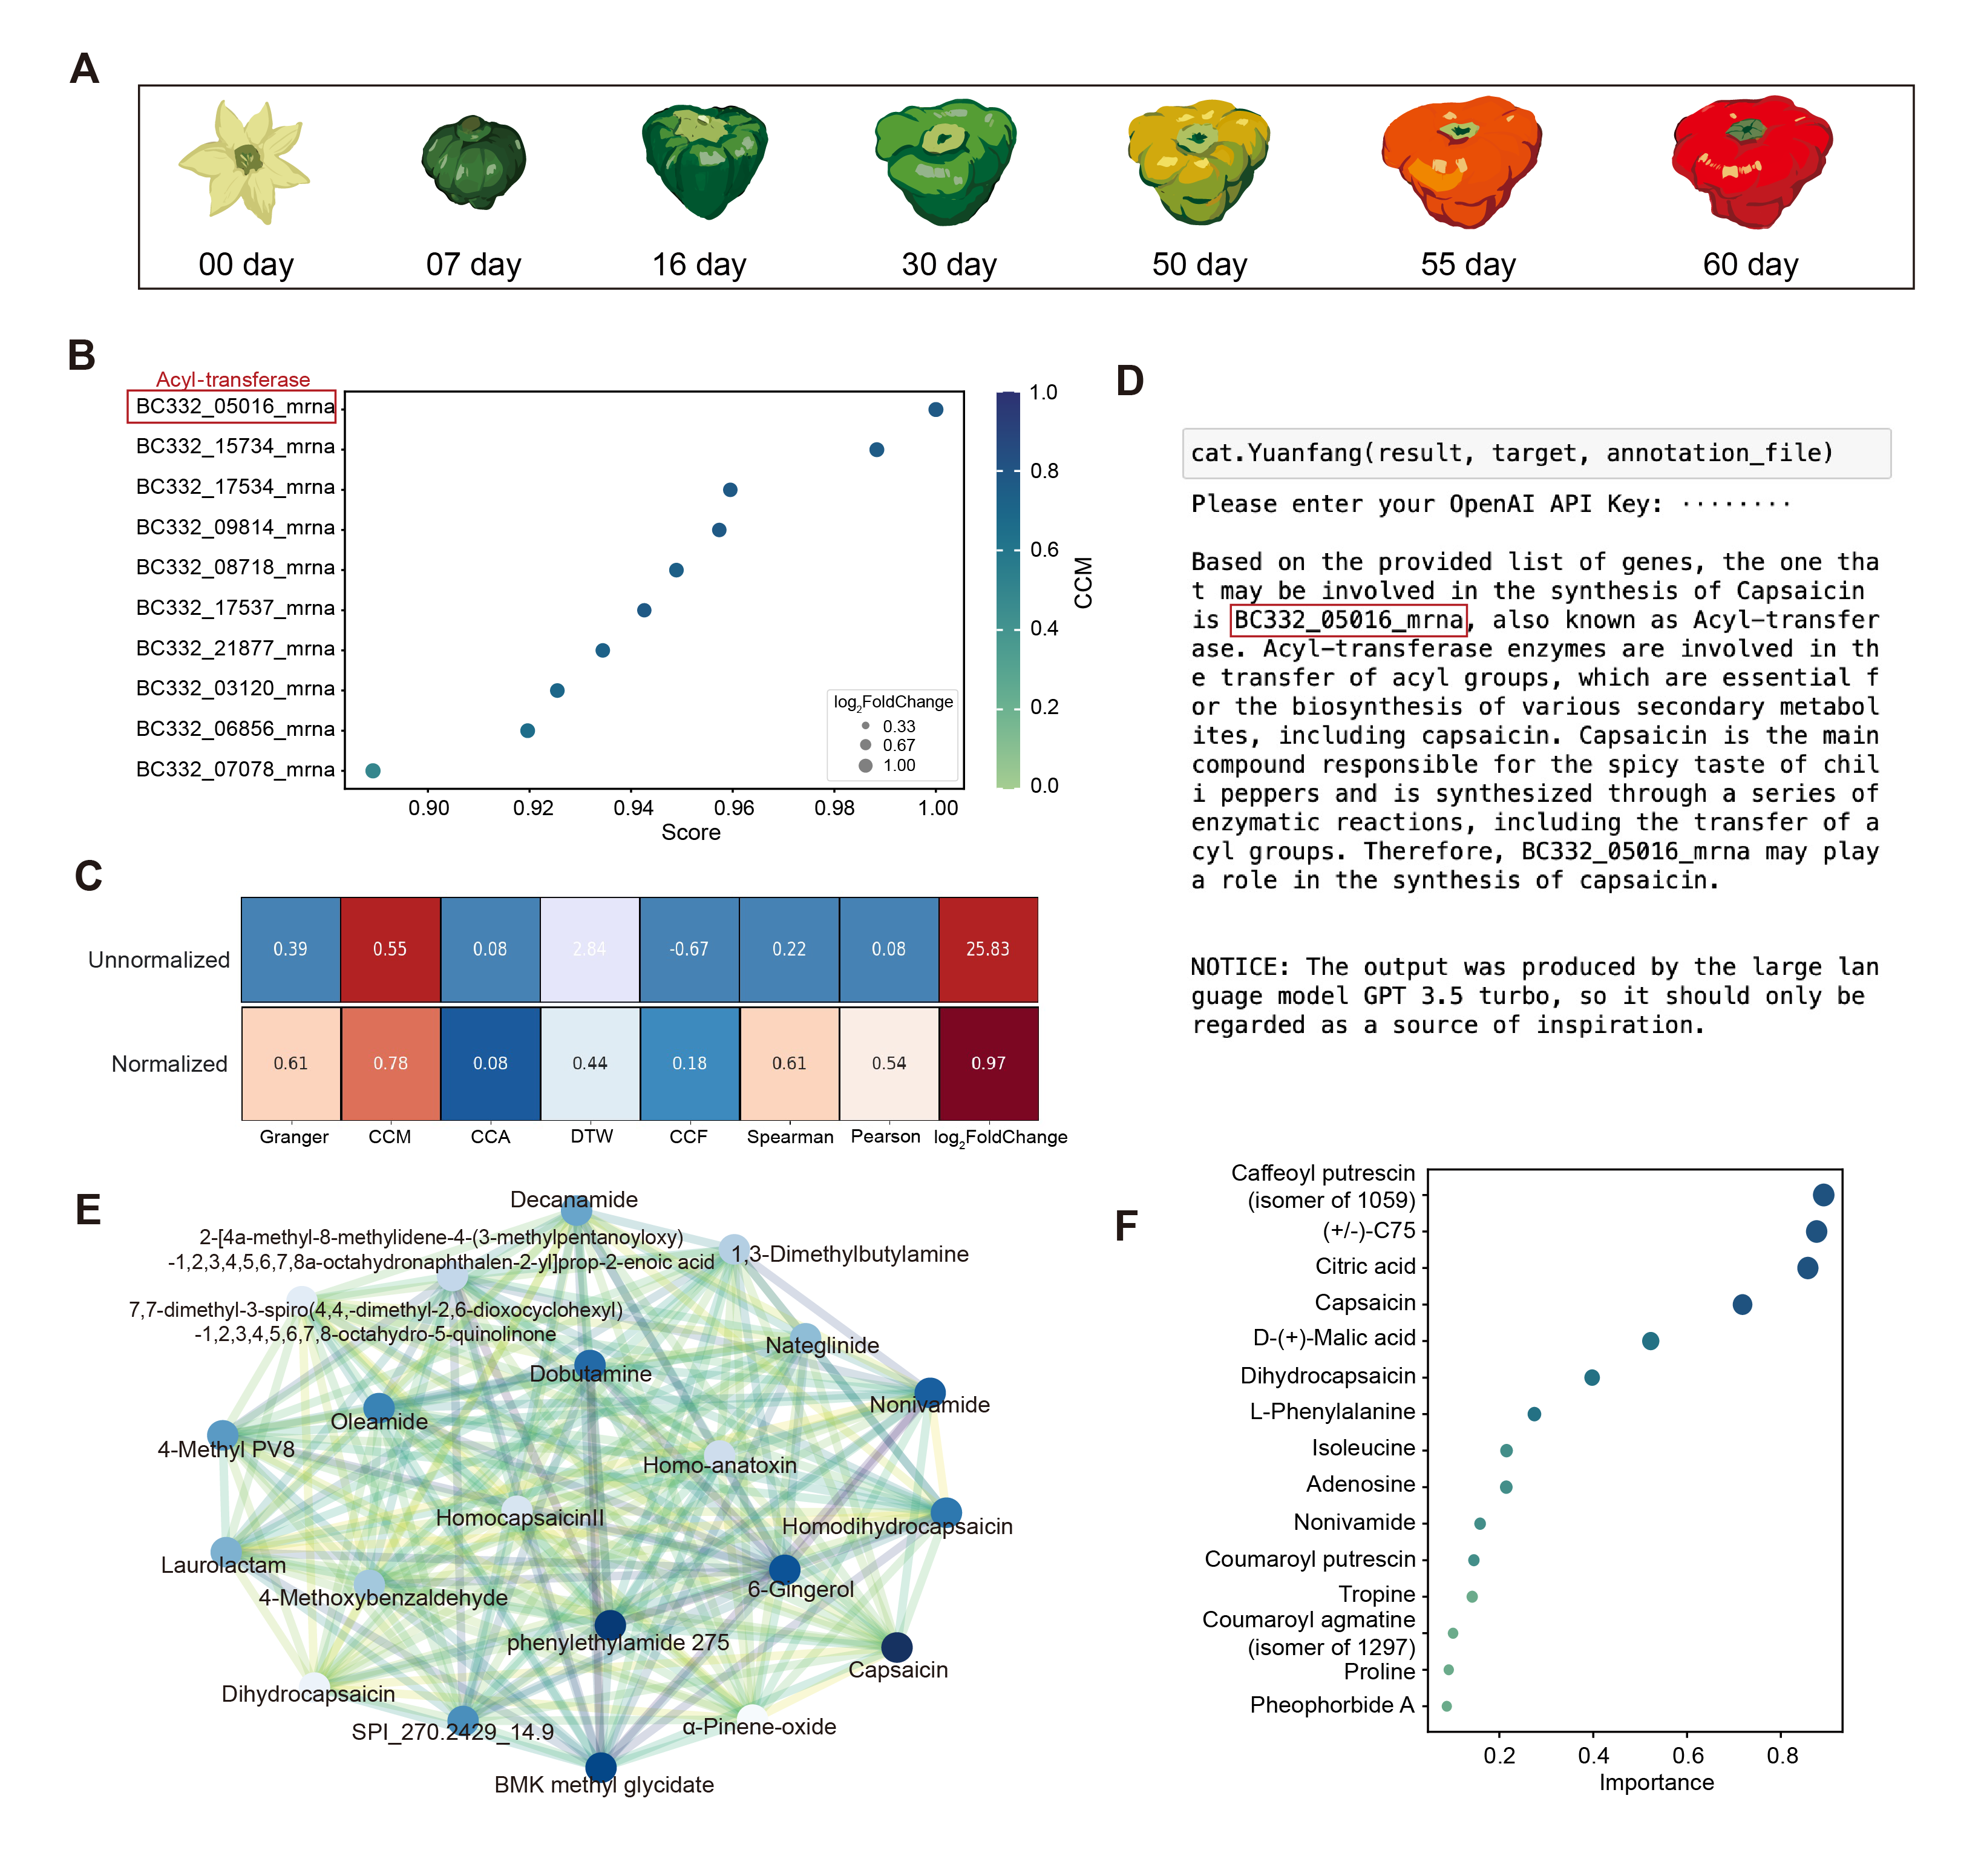 A
00 day
07 day
16 day
30 day
50 day
55 day
60 day
B
Acyl-transferase
BC332_05016_mrna
BC332_15734_mrna
BC332_17534_mrna
BC332_09814_mrna
BC332_08718_mrna
BC332_17537_mrna
BC332_21877_mrna
BC332_03120_mrna
BC332_06856_mrna
BC332_07078_mrna
0.90
0.92
0.94
0.96
0.98
1.00
Score
log2FoldChange
0.33
0.67
1.00
1.0
0.8
0.6
0.4
0.2
0.0
CCM
C
Unnormalized
0.39
0.55
0.08
2.84
-0.67
0.22
0.08
25.83
Normalized
0.61
0.78
0.08
0.44
0.18
0.61
0.54
0.97
Granger
CCM
CCA
DTW
CCF
Spearman
Pearson
log2FoldChange
D
cat.Yuanfang(result, target, annotation_file)
Please enter your OpenAI API Key: ········
Based on the provided list of genes, the one tha
t may be involved in the synthesis of Capsaicin
is BC332_05016_mrna, also known as Acyl-transfer
ase. Acyl-transferase enzymes are involved in th
e transfer of acyl groups, which are essential f
or the biosynthesis of various secondary metabol
ites, including capsaicin. Capsaicin is the main
compound responsible for the spicy taste of chil
i peppers and is synthesized through a series of
enzymatic reactions, including the transfer of a
cyl groups. Therefore, BC332_05016_mrna may play
a role in the synthesis of capsaicin.
NOTICE: The output was produced by the large lan
guage model GPT 3.5 turbo, so it should only be
regarded as a source of inspiration.
E
Decanamide
2-[4a-methyl-8-methylidene-4-(3-methylpentanoyloxy)
-1,2,3,4,5,6,7,8a-octahydronaphthalen-2-yl]prop-2-enoic acid
1,3-Dimethylbutylamine
7,7-dimethyl-3-spiro(4,4,-dimethyl-2,6-dioxocyclohexyl)
-1,2,3,4,5,6,7,8-octahydro-5-quinolinone
Nateglinide
Dobutamine
Nonivamide
Oleamide
4-Methyl PV8
Homo-anatoxin
HomocapsaicinII
Homodihydrocapsaicin
Laurolactam
4-Methoxybenzaldehyde
6-Gingerol
phenylethylamide 275
Capsaicin
Dihydrocapsaicin
SPI_270.2429_14.9
α-Pinene-oxide
BMK methyl glycidate
F
Caffeoyl putrescin
(isomer of 1059)
(+/-)-C75
Citric acid
Capsaicin
D-(+)-Malic acid
Dihydrocapsaicin
L-Phenylalanine
Isoleucine
Adenosine
Nonivamide
Coumaroyl putrescin
Tropine
Coumaroyl agmatine
(isomer of 1297)
Proline
Pheophorbide A
0.2
0.4
0.6
0.8
Importance